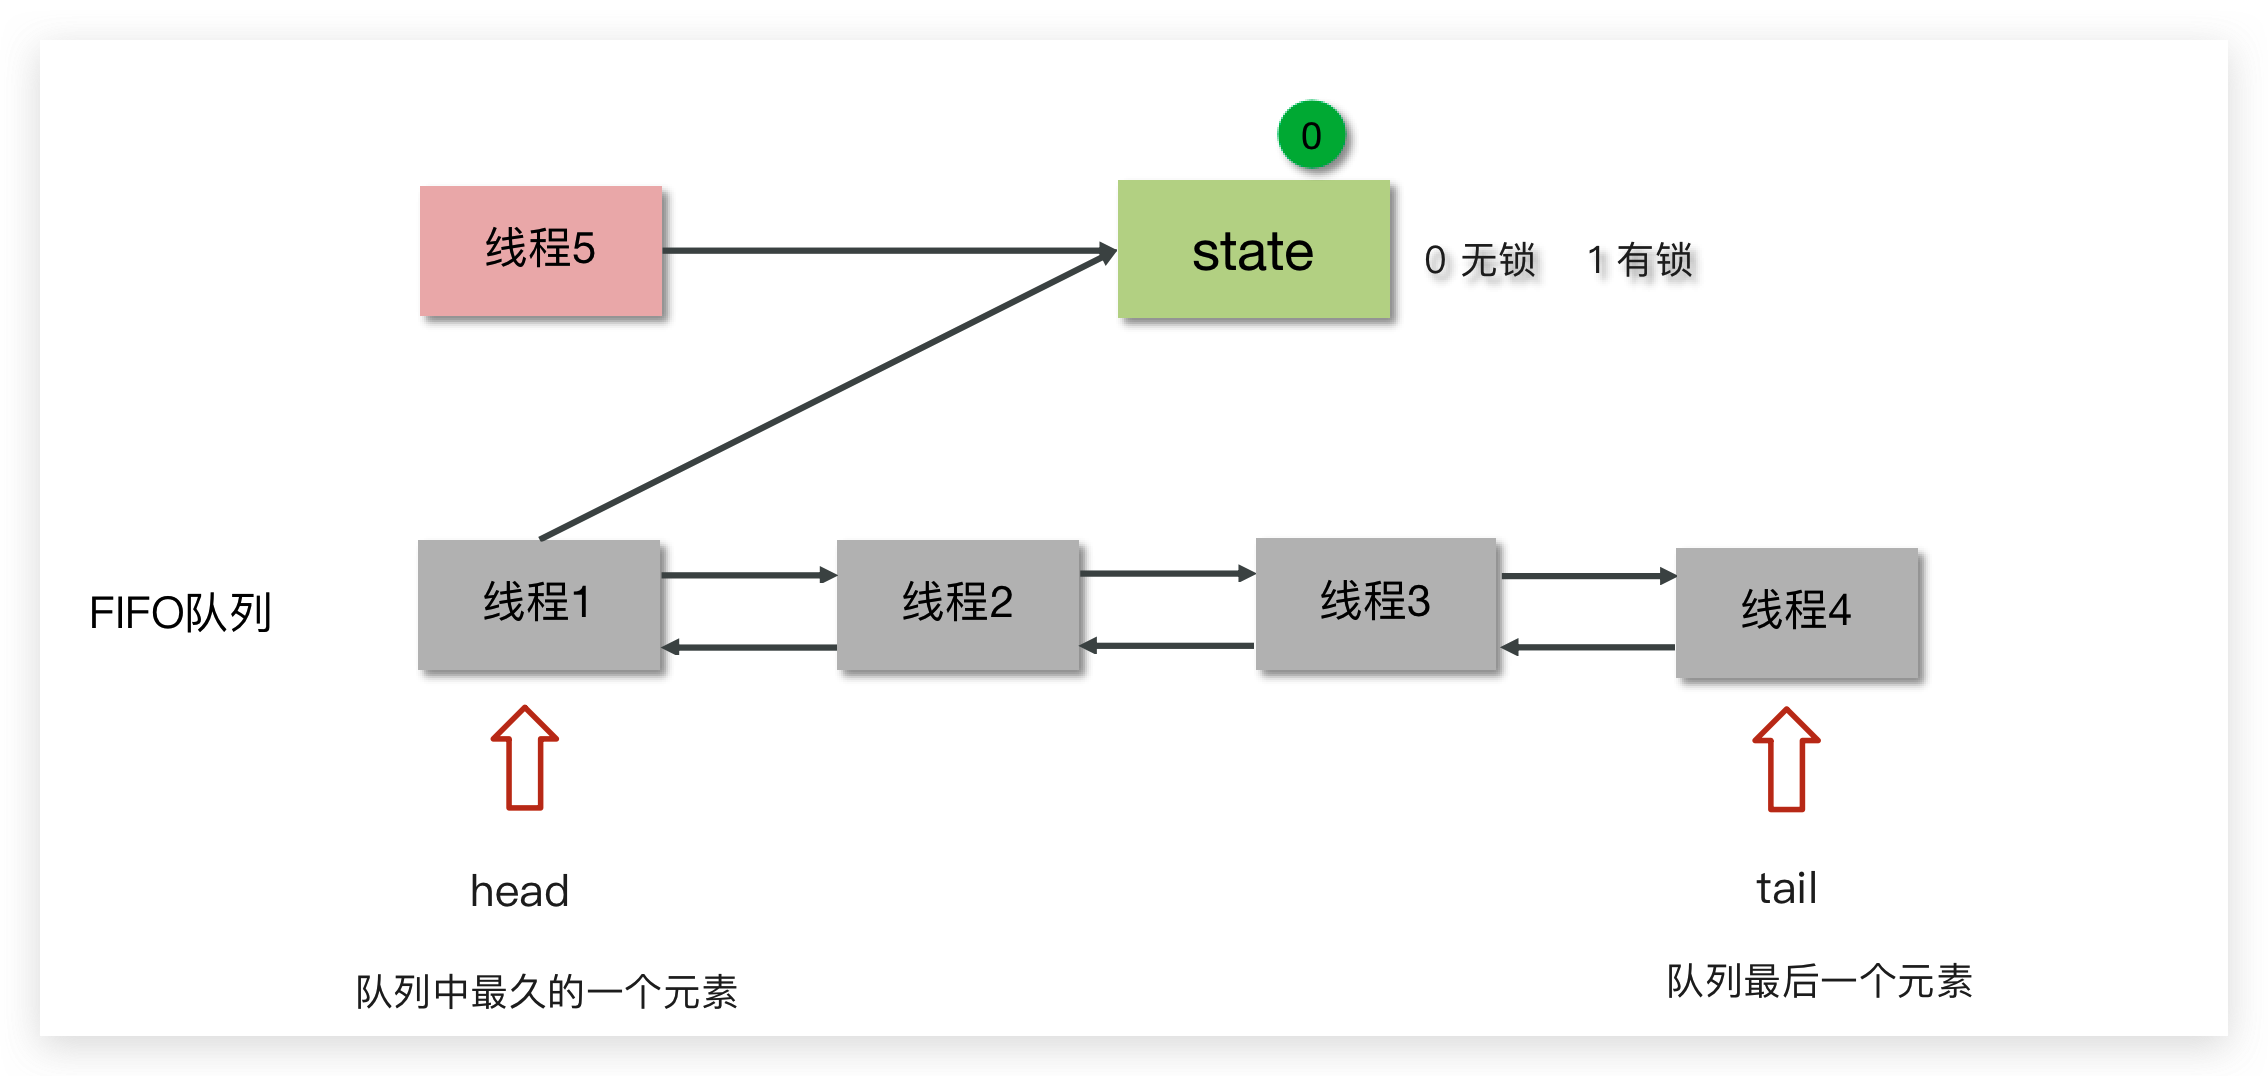 0
线程5
state
0 无锁 1 有锁
FIFO队列
线程1
线程2
线程3
线程4
head
tail
队列中最久的一个元素
队列最后一个元素